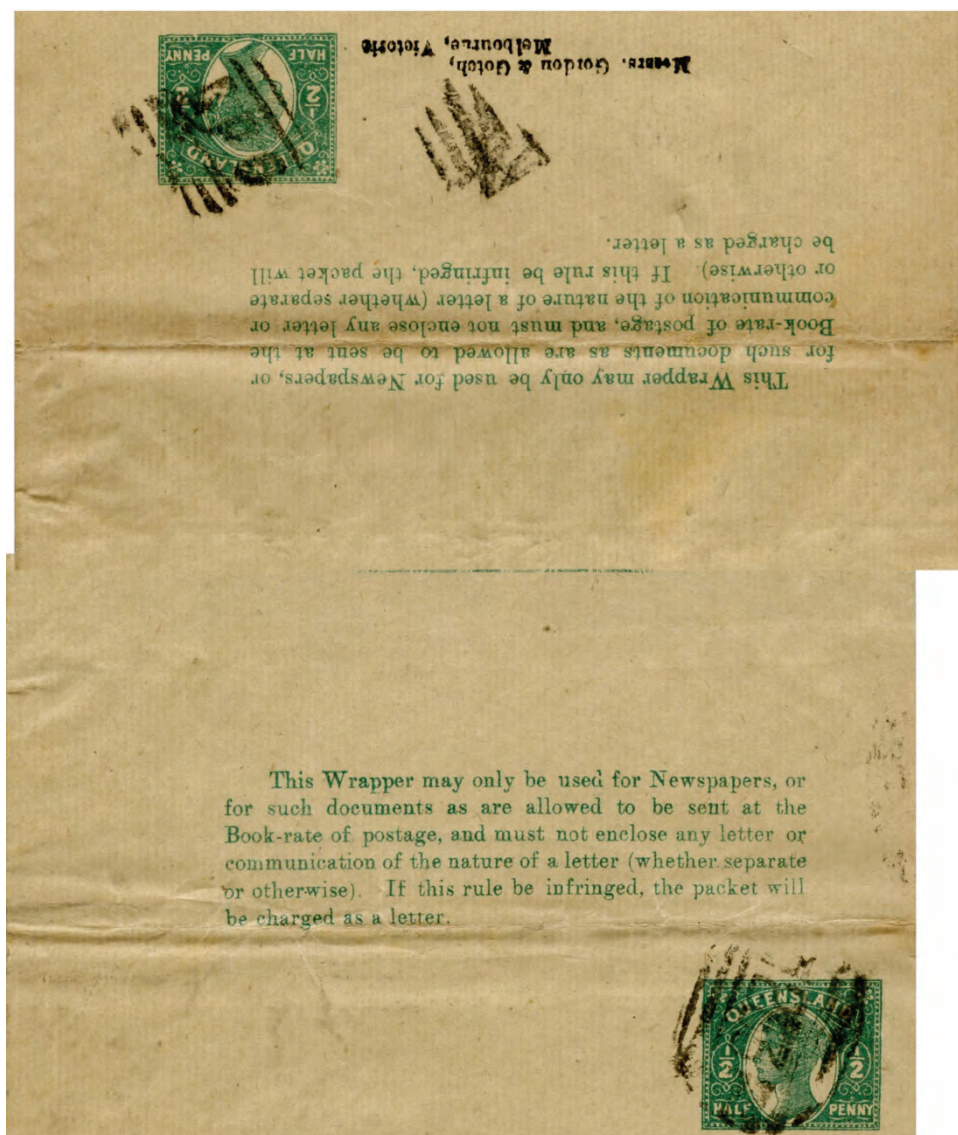 Messrs. Gordon & Gotch,
Melbourne, Victoria
QUEENSLAND
½ ½
HALF PENNY
This Wrapper may only be used for Newspapers, or
for such documents as are allowed to be sent at the
Book-rate of postage, and must not enclose any letter or
communication of the nature of a letter (whether separate
or otherwise). If this rule be infringed, the packet will
be charged as a letter.
This Wrapper may only be used for Newspapers, or
for such documents as are allowed to be sent at the
Book-rate of postage, and must not enclose any letter or
communication of the nature of a letter (whether separate
or otherwise). If this rule be infringed, the packet will
be charged as a letter.
QUEENSLAND
½ ½
HALF PENNY